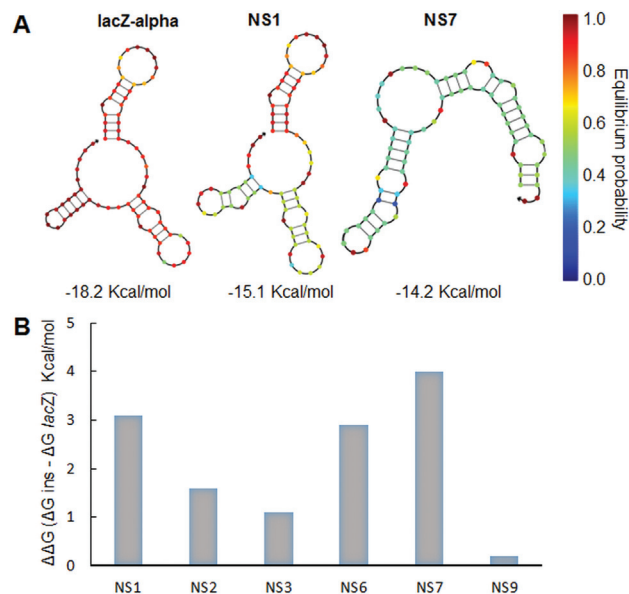 A
lacZ-alpha NS1 NS7
-18.2 Kcal/mol -15.1 Kcal/mol -14.2 Kcal/mol
1.0
0.8
0.6
0.4
0.2
0.0
Equilibrium probability
B
ΔΔG (ΔG ins - ΔG lacZ) Kcal/mol
5
4
3
2
1
0
NS1 NS2 NS3 NS6 NS7 NS9